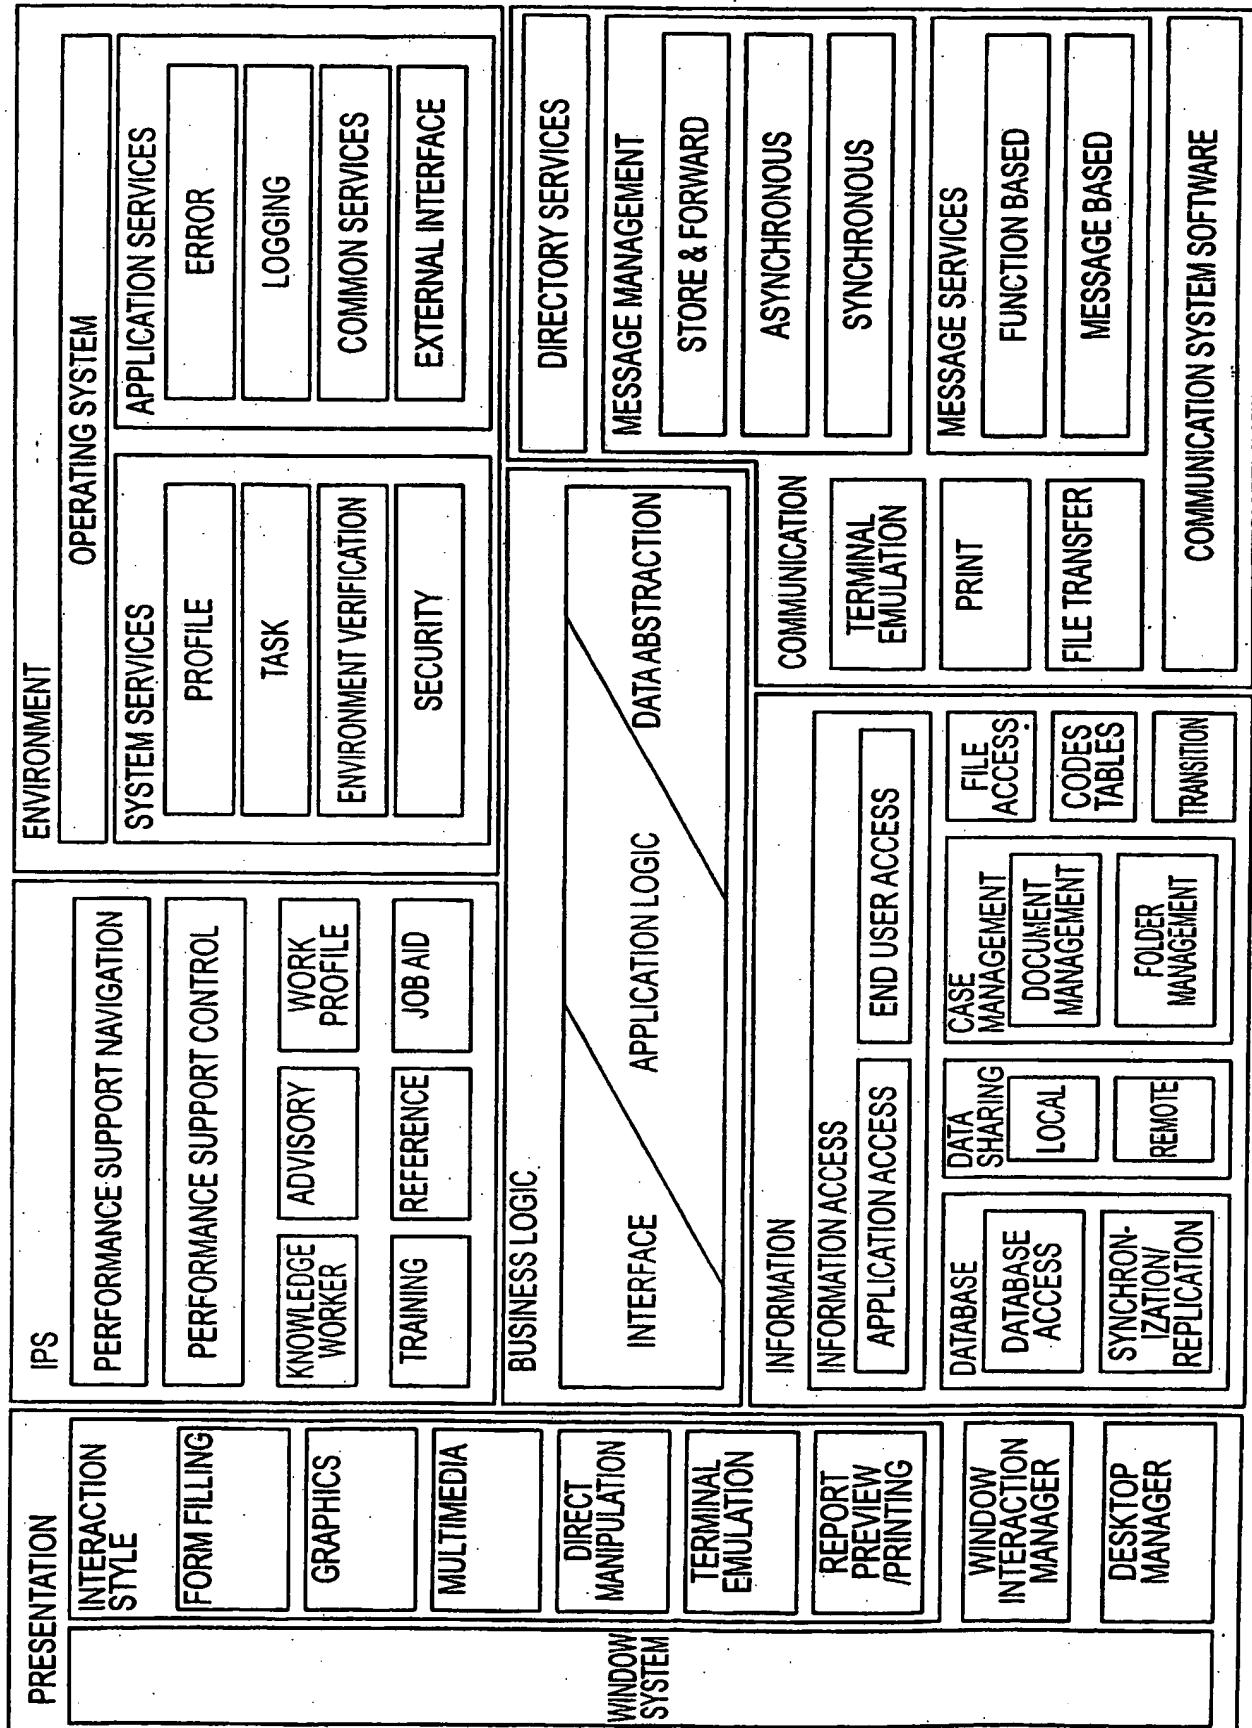 PRESENTATION
WINDOW
SYSTEM
INTERACTION
STYLE
FORM FILLING
GRAPHICS
MULTIMEDIA
DIRECT
MANIPULATION
TERMINAL
EMULATION
REPORT
PREVIEW
/PRINTING
WINDOW
INTERACTION
MANAGER
DESKTOP
MANAGER
IPS
PERFORMANCE SUPPORT NAVIGATION
PERFORMANCE SUPPORT CONTROL
KNOWLEDGE
WORKER
ADVISORY
WORK
PROFILE
TRAINING
REFERENCE
JOB AID
ENVIRONMENT
OPERATING SYSTEM
SYSTEM SERVICES
PROFILE
TASK
ENVIRONMENT VERIFICATION
SECURITY
APPLICATION SERVICES
ERROR
LOGGING
COMMON SERVICES
EXTERNAL INTERFACE
BUSINESS LOGIC
INTERFACE
APPLICATION LOGIC
DATA ABSTRACTION
INFORMATION
INFORMATION ACCESS
APPLICATION ACCESS
END USER ACCESS
DATABASE
DATABASE
ACCESS
SYNCHRON-
IZATION/
REPLICATION
DATA
SHARING
LOCAL
REMOTE
CASE
MANAGEMENT
DOCUMENT
MANAGEMENT
FOLDER
MANAGEMENT
FILE
ACCESS
CODES
TABLES
TRANSITION
COMMUNICATION
TERMINAL
EMULATION
PRINT
FILE TRANSFER
DIRECTORY SERVICES
MESSAGE MANAGEMENT
STORE & FORWARD
ASYNCHRONOUS
SYNCHRONOUS
MESSAGE SERVICES
FUNCTION BASED
MESSAGE BASED
COMMUNICATION SYSTEM SOFTWARE